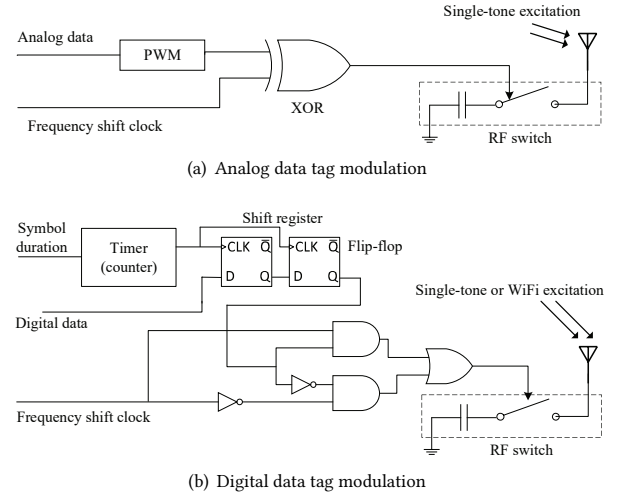 Single-tone excitation
Analog data
PWM
XOR
Frequency shift clock
RF switch
(a) Analog data tag modulation
Symbol
duration
Shift register
Timer
(counter)
CLK Q̅
CLK Q̅
Flip-flop
D Q
D Q
Digital data
Single-tone or WiFi excitation
Frequency shift clock
RF switch
(b) Digital data tag modulation